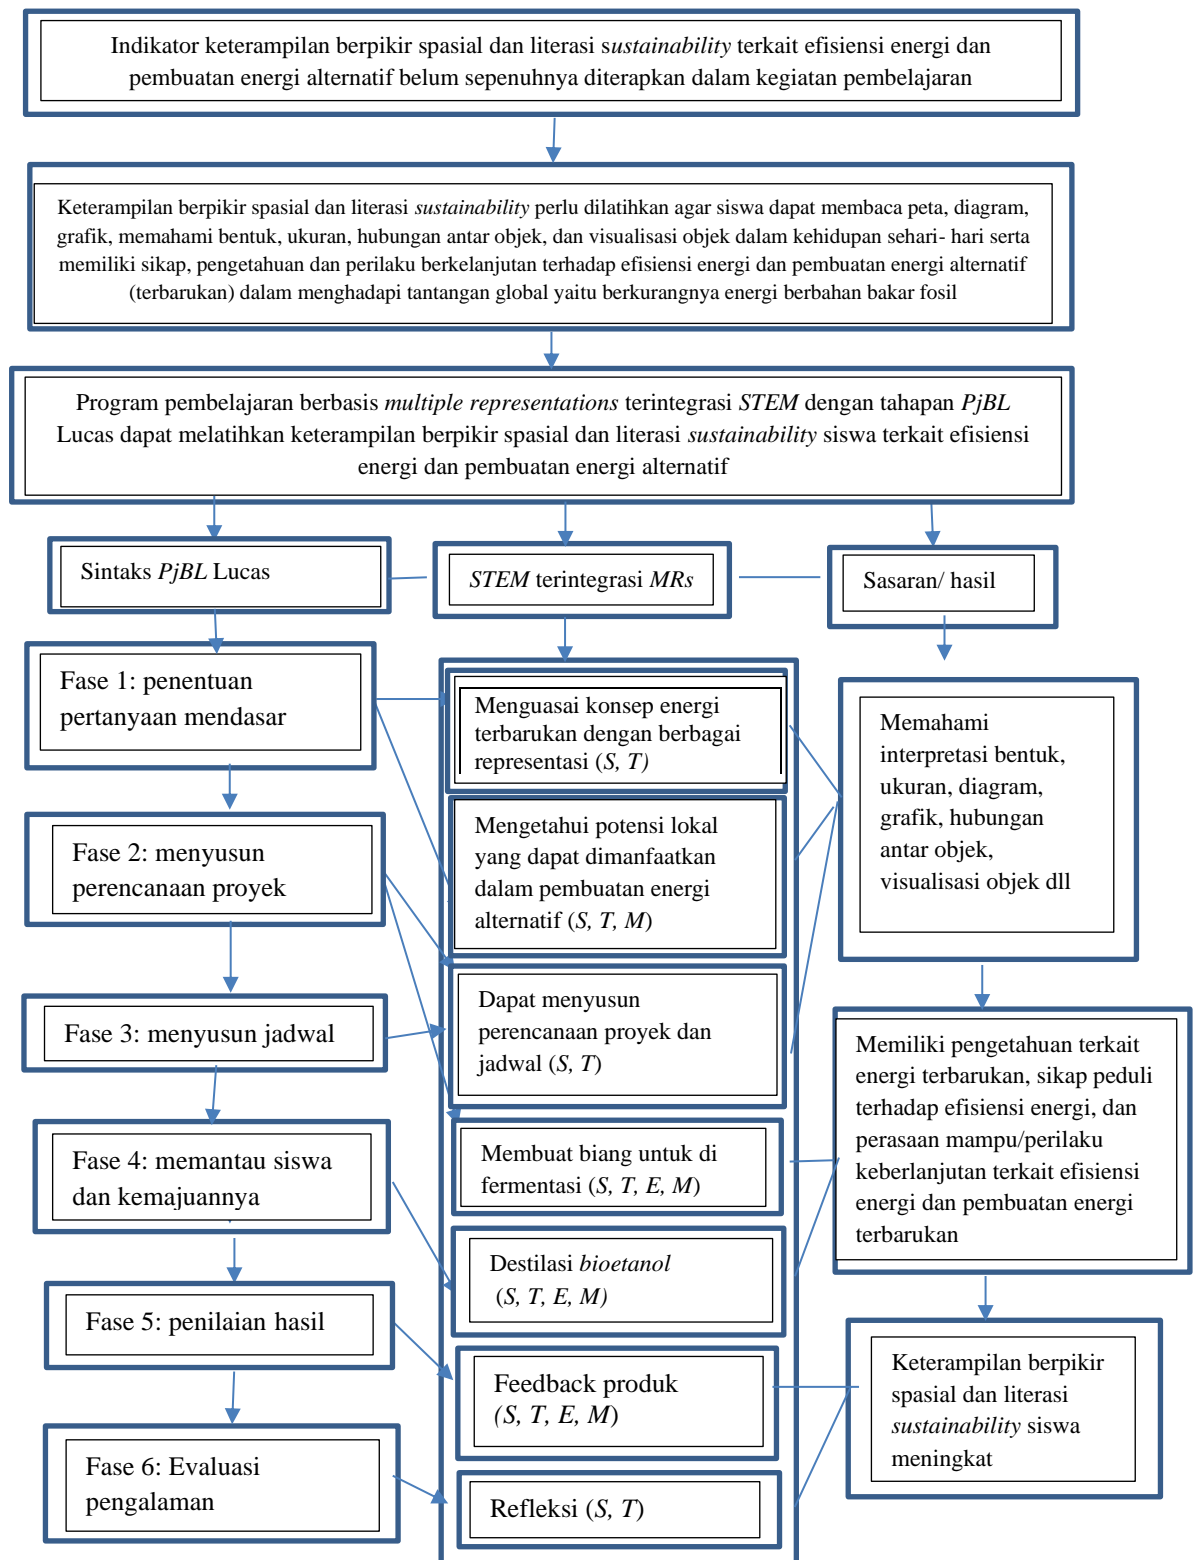 Indikator keterampilan berpikir spasial dan literasi sustainability terkait efisiensi energi dan
pembuatan energi alternatif belum sepenuhnya diterapkan dalam kegiatan pembelajaran
Keterampilan berpikir spasial dan literasi sustainability perlu dilatihkan agar siswa dapat membaca peta, diagram,
grafik, memahami bentuk, ukuran, hubungan antar objek, dan visualisasi objek dalam kehidupan sehari- hari serta
memiliki sikap, pengetahuan dan perilaku berkelanjutan terhadap efisiensi energi dan pembuatan energi alternatif
(terbarukan) dalam menghadapi tantangan global yaitu berkurangnya energi berbahan bakar fosil
Program pembelajaran berbasis multiple representations terintegrasi STEM dengan tahapan PjBL
Lucas dapat melatihkan keterampilan berpikir spasial dan literasi sustainability siswa terkait efisiensi
energi dan pembuatan energi alternatif
Sintaks PjBL Lucas
STEM terintegrasi MRs
Sasaran/ hasil
Fase 1: penentuan
pertanyaan mendasar
Fase 2: menyusun
perencanaan proyek
Fase 3: menyusun jadwal
Fase 4: memantau siswa
dan kemajuannya
Fase 5: penilaian hasil
Fase 6: Evaluasi
pengalaman
Menguasai konsep energi
terbarukan dengan berbagai
representasi (S, T)
Mengetahui potensi lokal
yang dapat dimanfaatkan
dalam pembuatan energi
alternatif (S, T, M)
Dapat menyusun
perencanaan proyek dan
jadwal (S, T)
Membuat biang untuk di
fermentasi (S, T, E, M)
Destilasi bioetanol
(S, T, E, M)
Feedback produk
(S, T, E, M)
Refleksi (S, T)
Memahami
interpretasi bentuk,
ukuran, diagram,
grafik, hubungan
antar objek,
visualisasi objek dll
Memiliki pengetahuan terkait
energi terbarukan, sikap peduli
terhadap efisiensi energi, dan
perasaan mampu/perilaku
keberlanjutan terkait efisiensi
energi dan pembuatan energi
terbarukan
Keterampilan berpikir
spasial dan literasi
sustainability siswa
meningkat